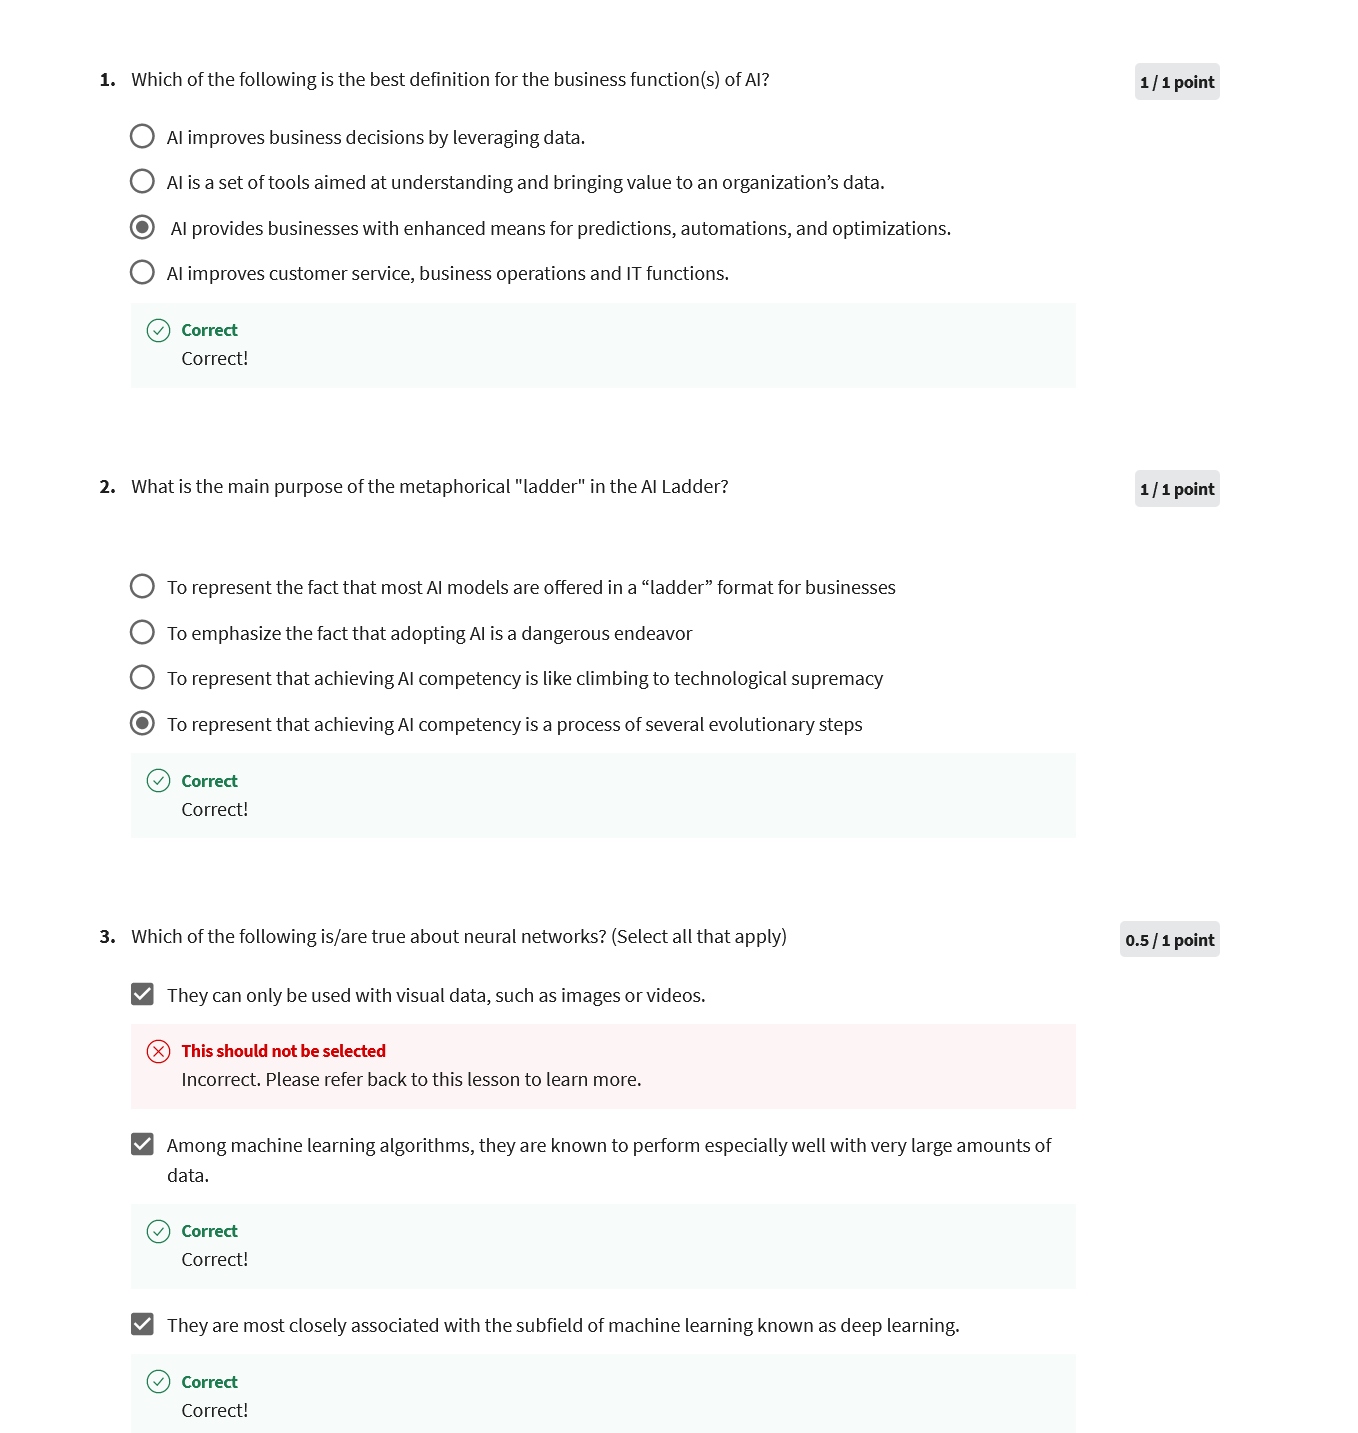 1. Which of the following is the best definition for the business function(s) of AI?
1 / 1 point
AI improves business decisions by leveraging data.
AI is a set of tools aimed at understanding and bringing value to an organization’s data.
AI provides businesses with enhanced means for predictions, automations, and optimizations.
AI improves customer service, business operations and IT functions.
Correct
Correct!
2. What is the main purpose of the metaphorical "ladder" in the AI Ladder?
1 / 1 point
To represent the fact that most AI models are offered in a “ladder” format for businesses
To emphasize the fact that adopting AI is a dangerous endeavor
To represent that achieving AI competency is like climbing to technological supremacy
To represent that achieving AI competency is a process of several evolutionary steps
Correct
Correct!
3. Which of the following is/are true about neural networks? (Select all that apply)
0.5 / 1 point
They can only be used with visual data, such as images or videos.
This should not be selected
Incorrect. Please refer back to this lesson to learn more.
Among machine learning algorithms, they are known to perform especially well with very large amounts of
data.
Correct
Correct!
They are most closely associated with the subfield of machine learning known as deep learning.
Correct
Correct!